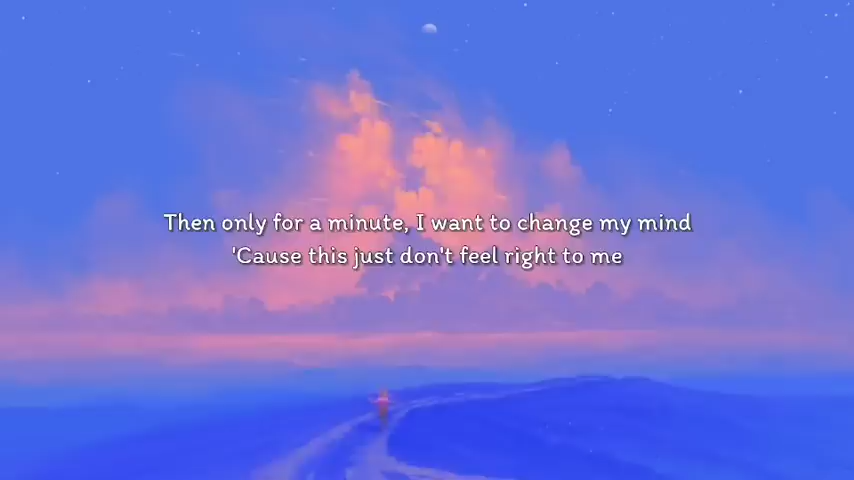 Then only for a minute, I want to change my mind
'Cause this just don't feel right to me